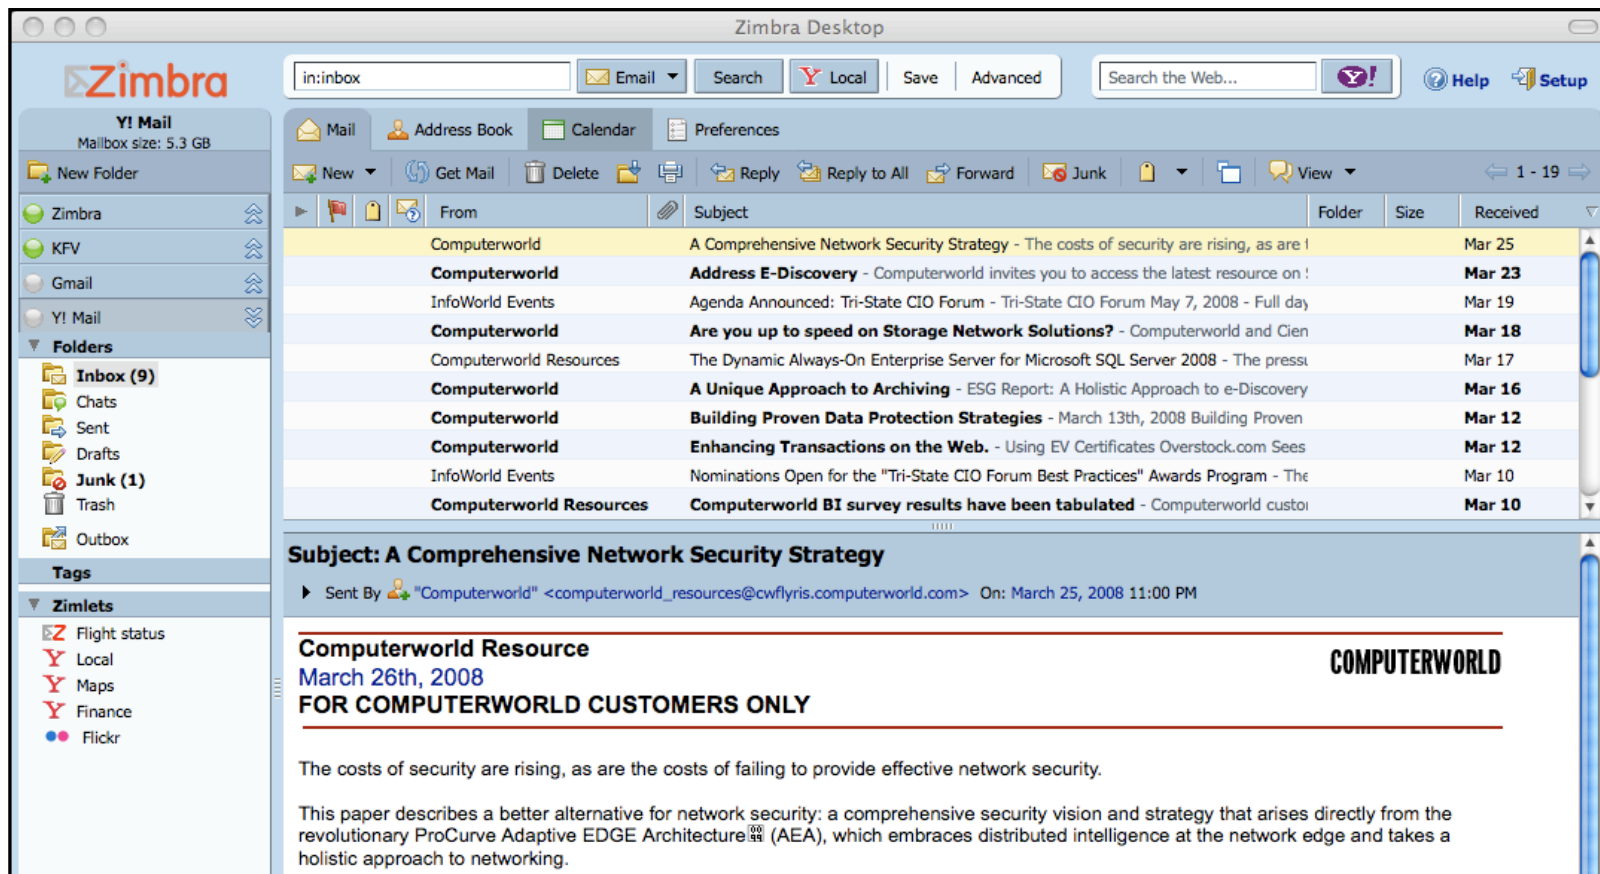 Zimbra Desktop
Zimbra
in:inbox Email Search Y Local Save Advanced Search the Web... Y! Help Setup
Y! Mail
Mailbox size: 5.3 GB
Mail Address Book Calendar Preferences
New Folder
New Get Mail Delete Reply Reply to All Forward Junk View 1 - 19
Zimbra
KFV
Gmail
Y! Mail
Folders
Inbox (9)
Chats
Sent
Drafts
Junk (1)
Trash
Outbox
Tags
Zimlets
Flight status
Local
Maps
Finance
Flickr
From Subject Folder Size Received
Computerworld A Comprehensive Network Security Strategy - The costs of security are rising, as are Mar 25
Computerworld Address E-Discovery - Computerworld invites you to access the latest resource on Mar 23
InfoWorld Events Agenda Announced: Tri-State CIO Forum - Tri-State CIO Forum May 7, 2008 - Full day Mar 19
Computerworld Are you up to speed on Storage Network Solutions? - Computerworld and Cien Mar 18
Computerworld Resources The Dynamic Always-On Enterprise Server for Microsoft SQL Server 2008 - The Mar 17
Computerworld A Unique Approach to Archiving - ESG Report: A Holistic Approach to e-Discovery Mar 16
Computerworld Building Proven Data Protection Strategies - March 13th, 2008 Building Proven Mar 12
Computerworld Enhancing Transactions on the Web. - Using EV Certificates Overstock.com Sees Mar 12
InfoWorld Events Nominations Open for the "Tri-State CIO Forum Best Practices" Awards Program - The Mar 10
Computerworld Resources Computerworld BI survey results have been tabulated - Computerworld Mar 10
Subject: A Comprehensive Network Security Strategy
Sent By "Computerworld" <computerworld_resources@cwflyris.computerworld.com> On: March 25, 2008 11:00 PM
Computerworld Resource
COMPUTERWORLD
March 26th, 2008
FOR COMPUTERWORLD CUSTOMERS ONLY
The costs of security are rising, as are the costs of failing to provide effective network security.
This paper describes a better alternative for network security: a comprehensive security vision and strategy that arises directly from the
revolutionary ProCurve Adaptive EDGE Architecture (AEA), which embraces distributed intelligence at the network edge and takes a
holistic approach to networking.